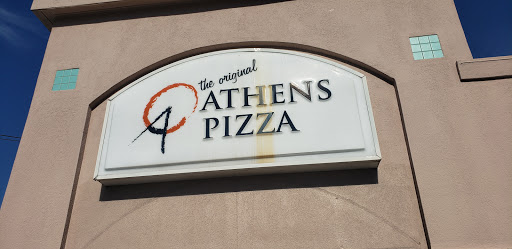 the original
ATHENS
PIZZA